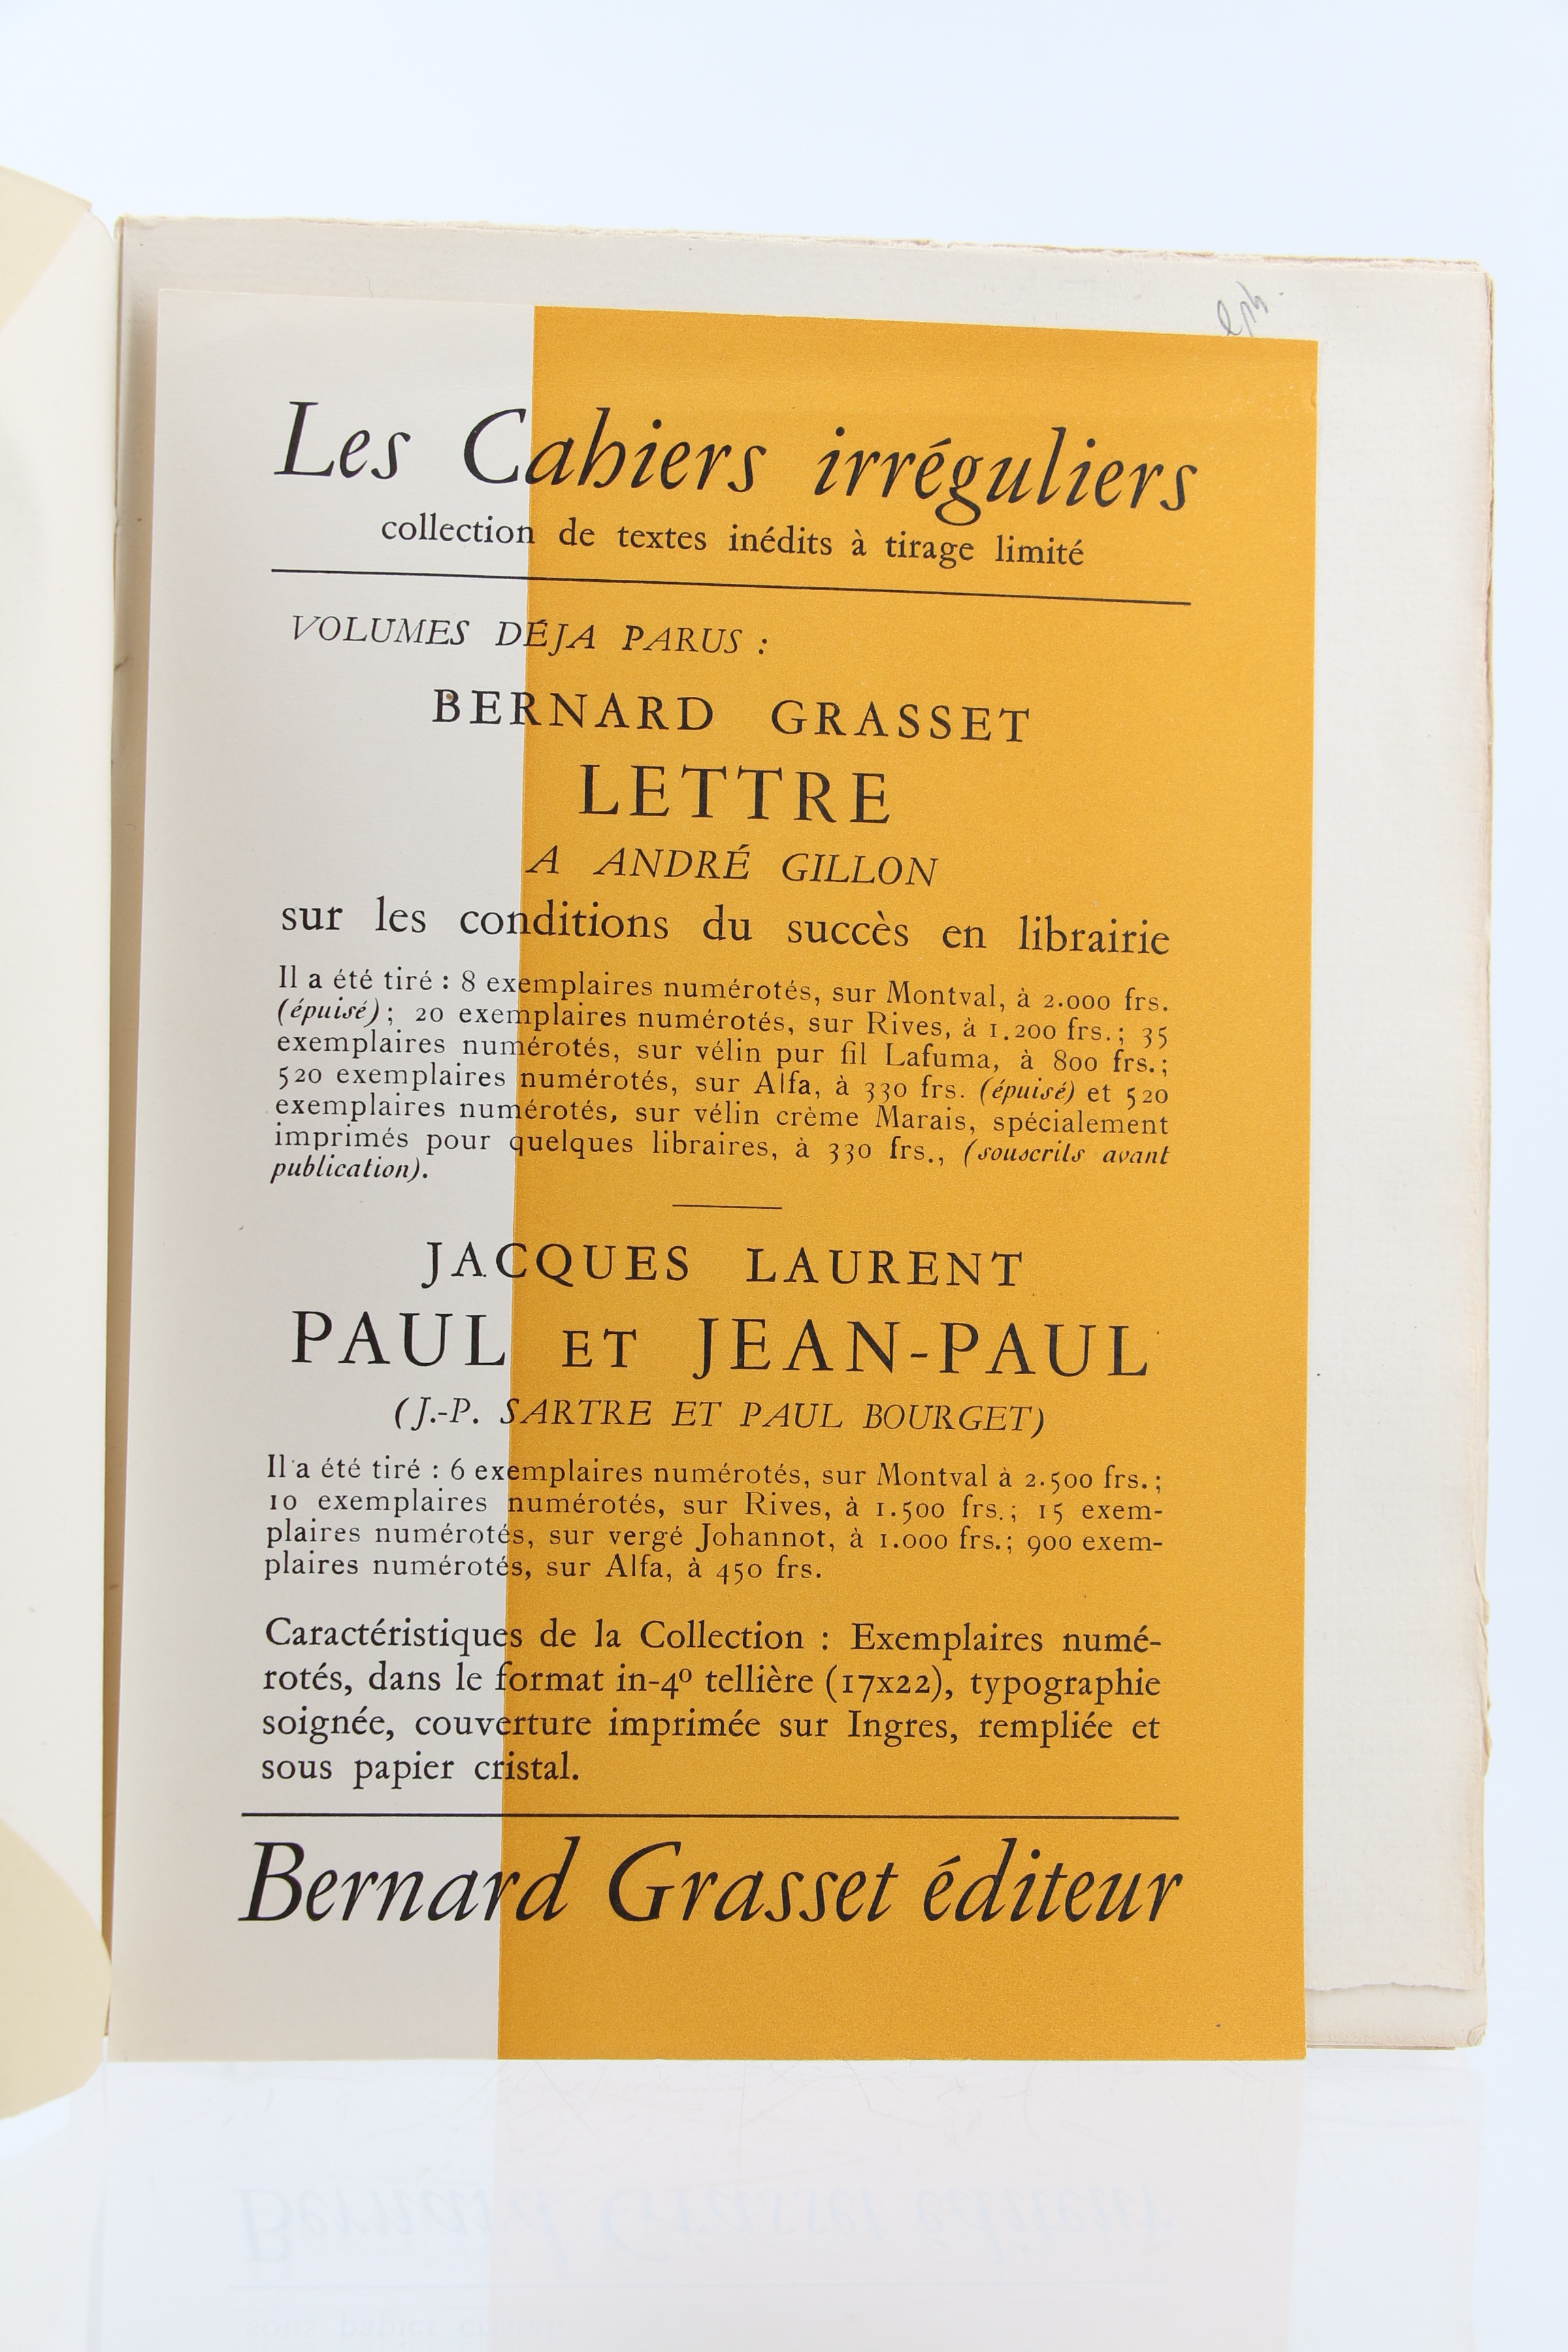 Les Cahiers irréguliers
collection de textes inédits à tirage limité
VOLUMES DÉJA PARUS :
BERNARD GRASSET
LETTRE
A ANDRÉ GILLON
sur les conditions du succès en librairie
Il a été tiré : 8 exemplaires numérotés, sur Montval, à 2.000 frs.
(épuisé) ; 20 exemplaires numérotés, sur Rives, à 1.200 frs. ; 35
exemplaires numérotés, sur vélin pur fil Lafuma, à 800 frs. ;
520 exemplaires numérotés, sur Alfa, à 330 frs. (épuisé) et 520
exemplaires numérotés, sur vélin crème Marais, spécialement
imprimés pour quelques libraires, à 330 frs., (souscrits avant
publication).
JACQUES LAURENT
PAUL ET JEAN-PAUL
(J.-P. SARTRE ET PAUL BOURGET)
Il a été tiré : 6 exemplaires numérotés, sur Montval à 2.500 frs. ;
10 exemplaires numérotés, sur Rives, à 1.500 frs. ; 15 exem-
plaires numérotés, sur vergé Johannot, à 1.000 frs. ; 900 exem-
plaires numérotés, sur Alfa, à 450 frs.
Caractéristiques de la Collection : Exemplaires numé-
rotés, dans le format in-4º tellière (17x22), typographie
soignée, couverture imprimée sur Ingres, rempliée et
sous papier cristal.
Bernard Grasset éditeur